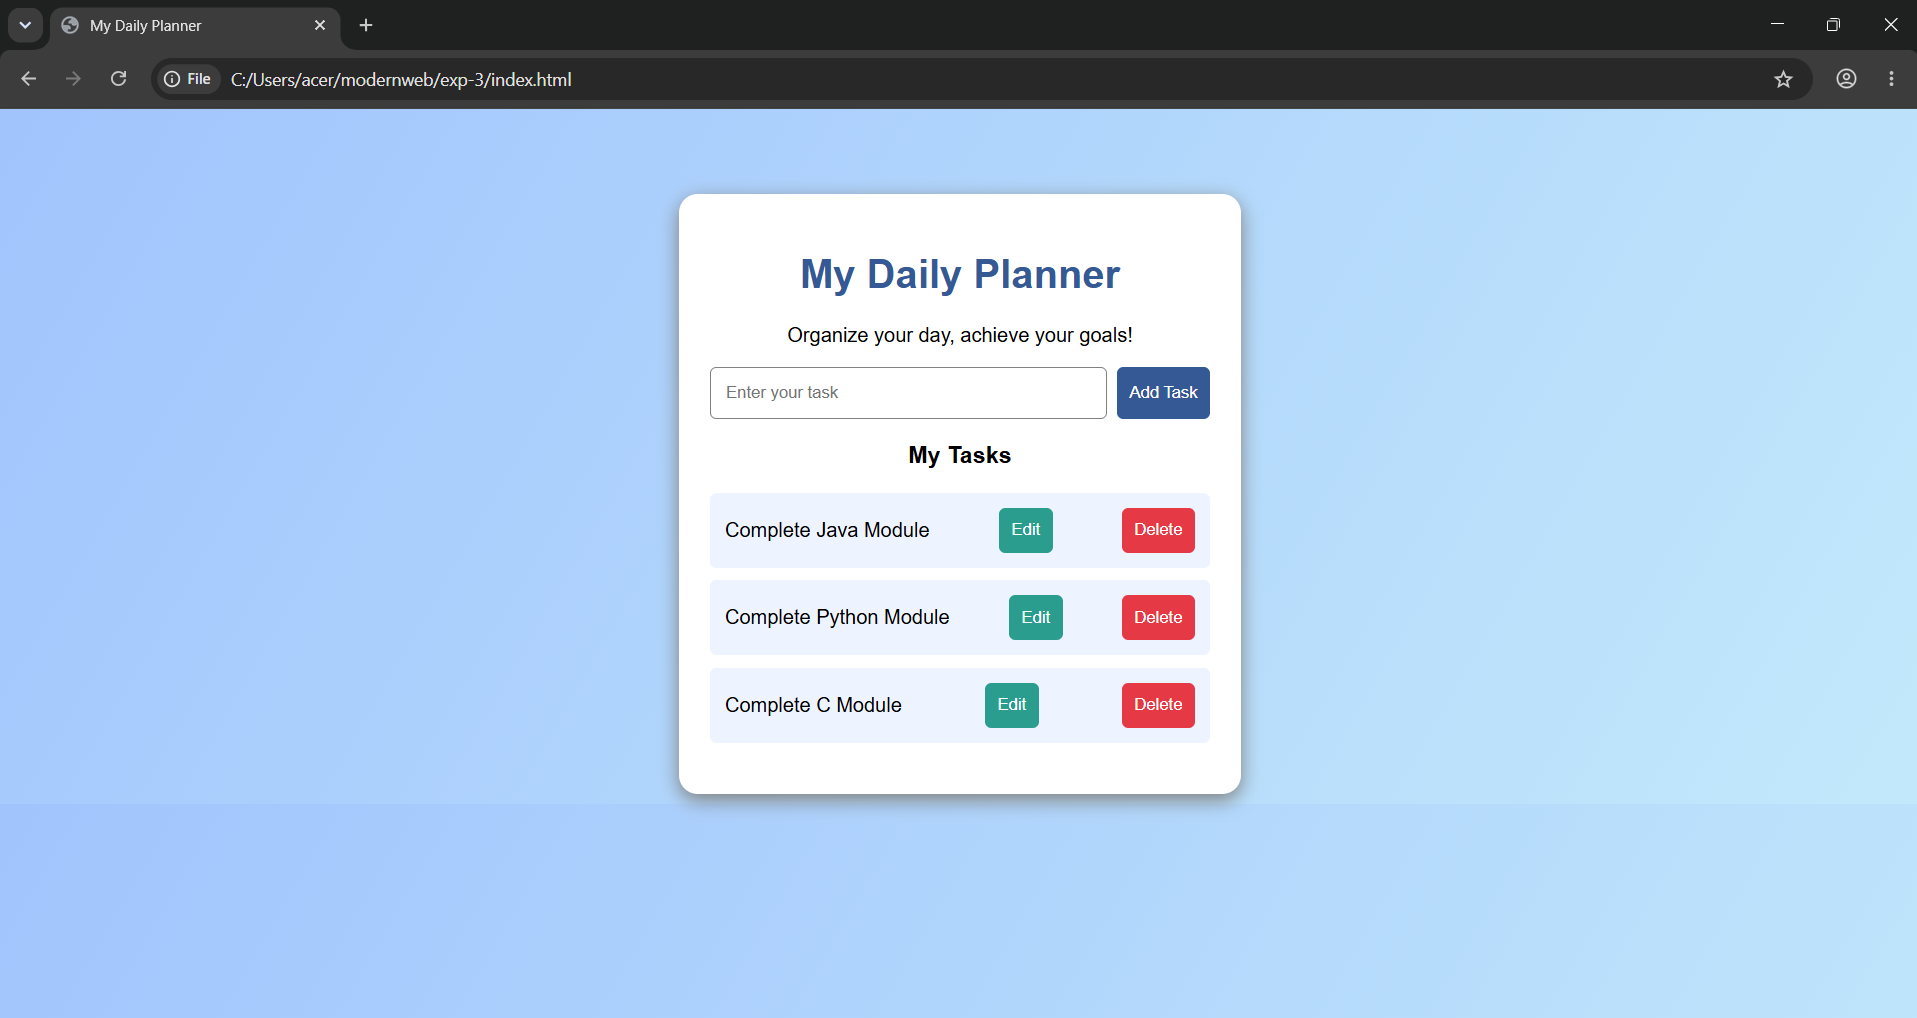 My Daily Planner
File C:/Users/acer/modernweb/exp-3/index.html
My Daily Planner
Organize your day, achieve your goals!
Enter your task Add Task
My Tasks
Complete Java Module Edit Delete
Complete Python Module Edit Delete
Complete C Module Edit Delete